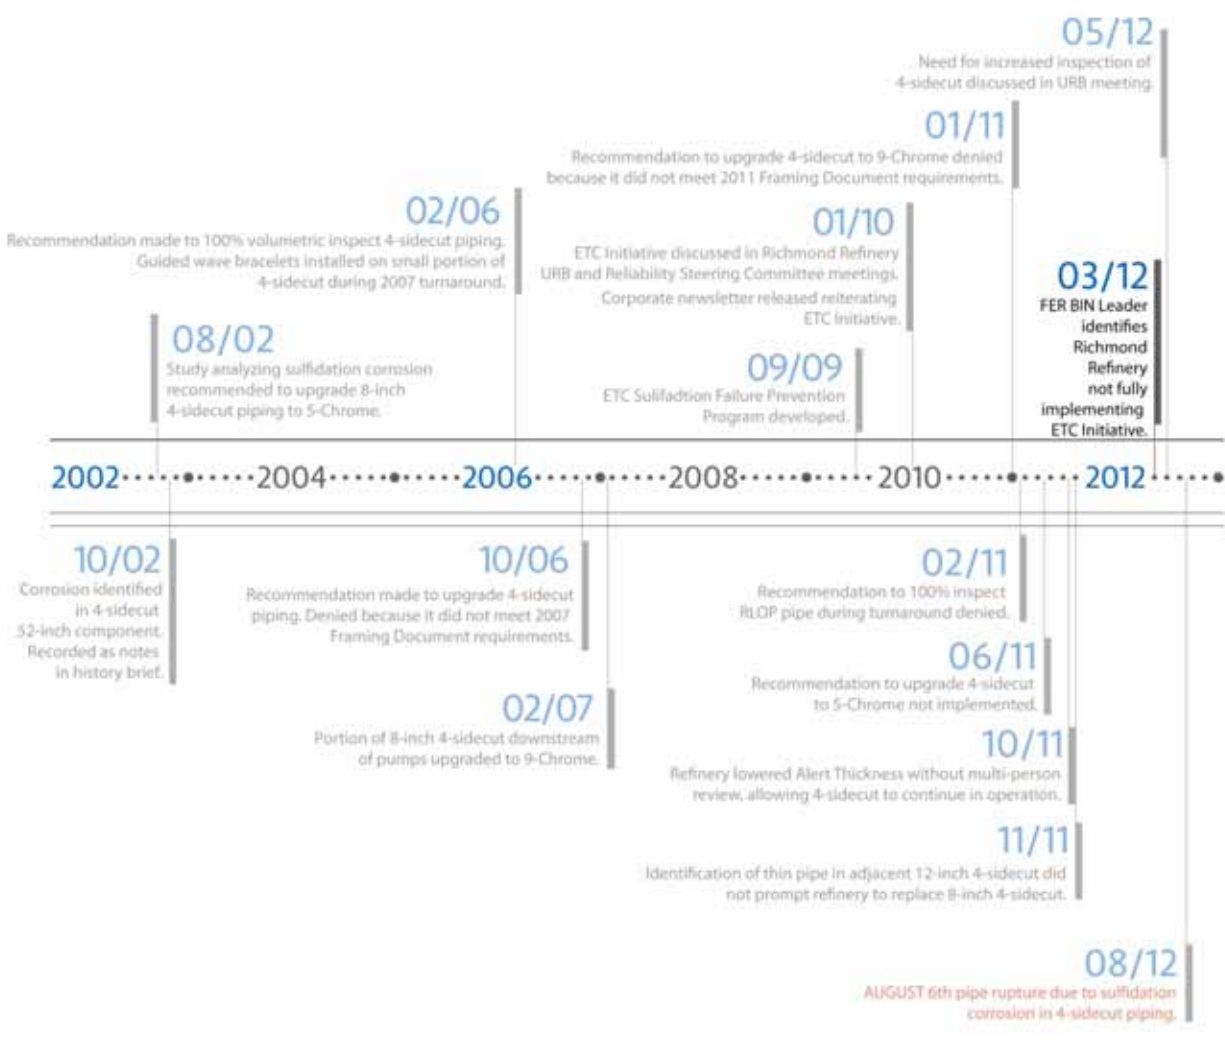 05/12
Need for increased inspection of
4-sidecut discussed in URB meeting.
01/11
Recommendation to upgrade 4-sidecut to 9-Chrome denied
because it did not meet 2011 Framing Document requirements.
02/06
Recommendation made to 100% volumetric inspect 4-sidecut piping.
Guided wave bracelets installed on small portion of
4-sidecut during 2007 turnaround.
01/10
ETC Initiative discussed in Richmond Refinery
URB and Reliability Steering Committee meetings.
Corporate newsletter released reiterating
ETC Initiative.
03/12
FER BIN Leader
identifies
Richmond
Refinery
not fully
implementing
ETC Initiative.
08/02
Study analyzing sulfidation corrosion
recommended to upgrade 8-inch
4-sidecut piping to 5-Chrome.
09/09
ETC Sulifadtion Failure Prevention
Program developed.
2002 2004 2006 2008 2010 2012
10/02
Corrosion identified
in 4-sidecut
52-inch component.
Recorded as notes
in history brief.
10/06
Recommendation made to upgrade 4-sidecut
piping. Denied because it did not meet 2007
Framing Document requirements.
02/07
Portion of 8-inch 4-sidecut downstream
of pumps upgraded to 9-Chrome.
02/11
Recommendation to 100% inspect
RLOP pipe during turnaround denied.
06/11
Recommendation to upgrade 4-sidecut
to 5-Chrome not implemented.
10/11
Refinery lowered Alert Thickness without multi-person
review, allowing 4-sidecut to continue in operation.
11/11
Identification of thin pipe in adjacent 12-inch 4-sidecut did
not prompt refinery to replace 8-inch 4-sidecut.
08/12
AUGUST 6th pipe rupture due to sulfidation
corrosion in 4-sidecut piping.